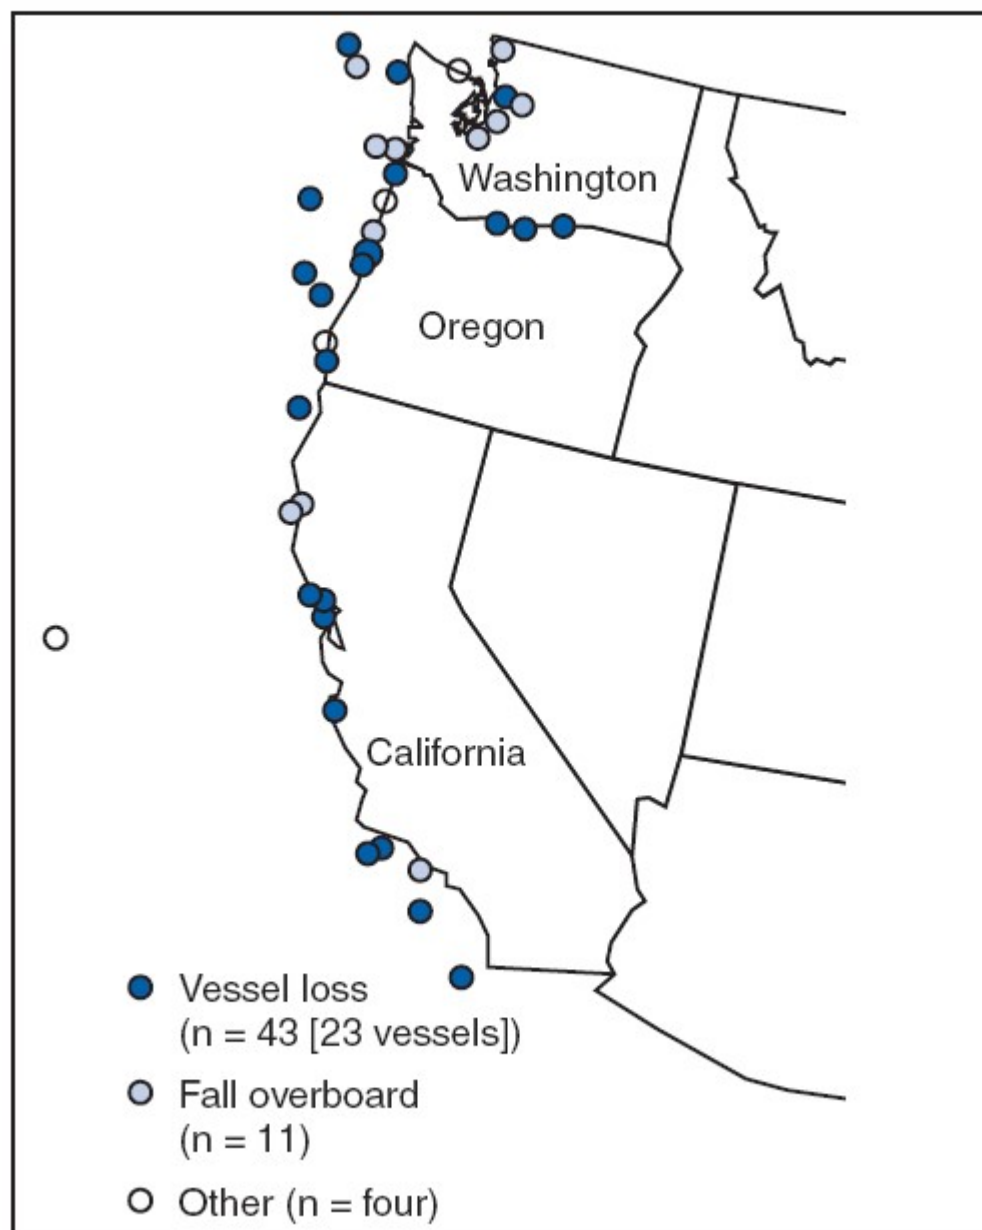 Washington
Oregon
California
Vessel loss
(n = 43 [23 vessels])
Fall overboard
(n = 11)
Other (n = four)